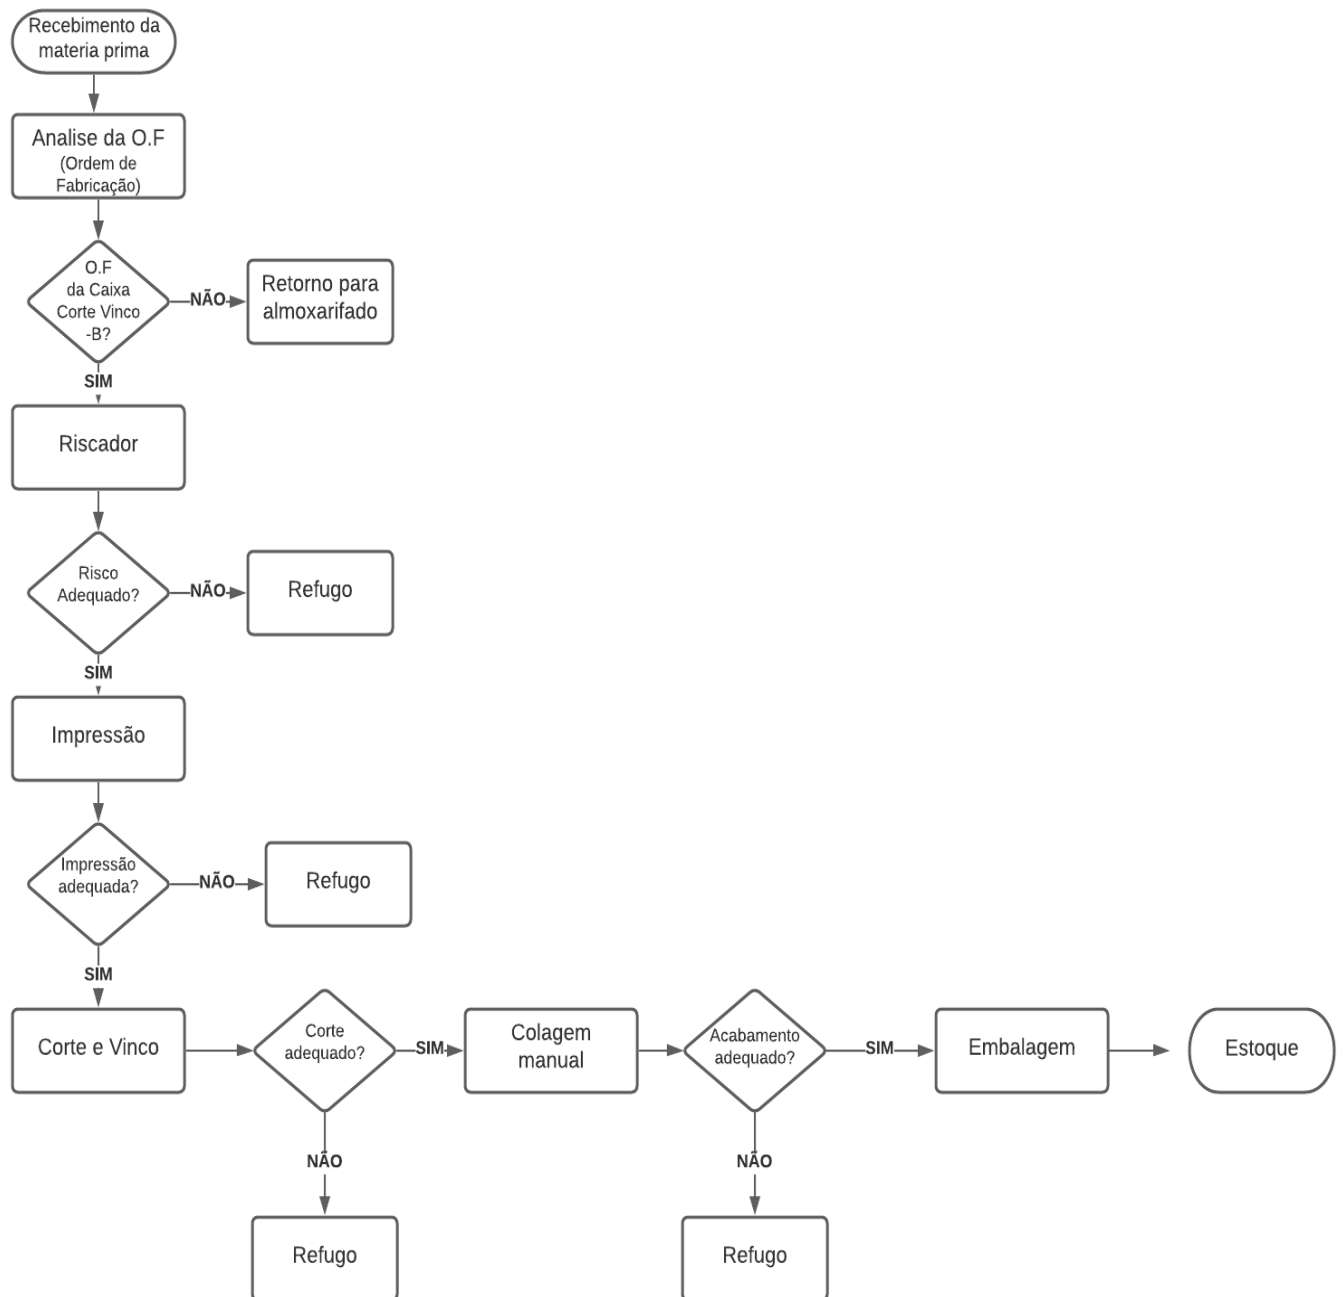 Recebimento da
materia prima
Analise da O.F
(Ordem de
Fabricação)
O.F
da Caixa
Corte Vinco
-B?
NÃO
Retorno para
almoxarifado
SIM
Riscador
Risco
Adequado?
NÃO
Refugo
SIM
Impressão
Impressão
adequada?
NÃO
Refugo
SIM
Corte e Vinco
Corte
adequado?
SIM
Colagem
manual
Acabamento
adequado?
SIM
Embalagem
Estoque
NÃO
NÃO
Refugo
Refugo